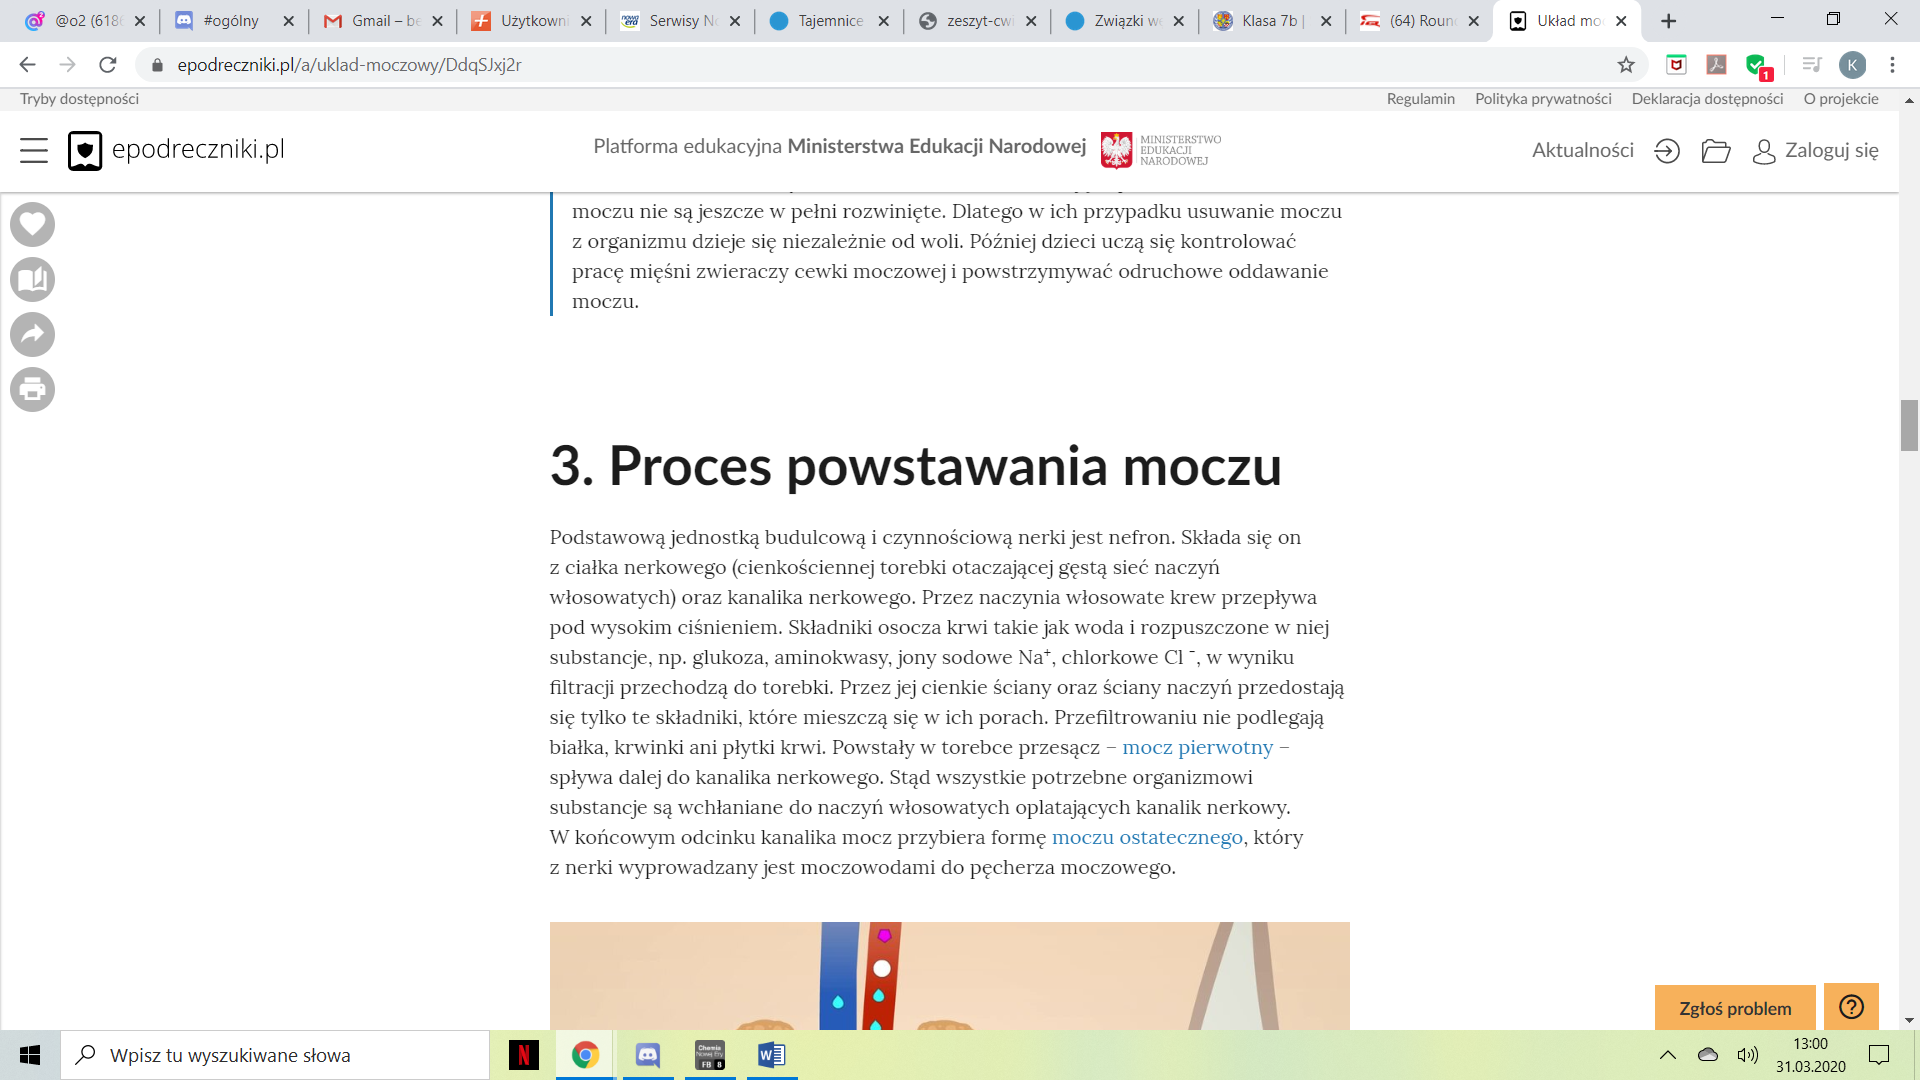 @o2 (618
#ogólny
Gmail – be
Użytkowni
Serwisy No
Tajemnice
zeszyt-cwi
Związki we
Klasa 7b |
(64) Roun
Układ mo
epodreczniki.pl/a/uklad-moczowy/DdqSJxj2r
1
K
Tryby dostępności
Regulamin Polityka prywatności Deklaracja dostępności O projekcie
epodreczniki.pl
Platforma edukacyjna Ministerstwa Edukacji Narodowej
MINISTERSTWO
EDUKACJI
NARODOWEJ
Aktualności
Zaloguj się
moczu nie są jeszcze w pełni rozwinięte. Dlatego w ich przypadku usuwanie moczu
z organizmu dzieje się niezależnie od woli. Później dzieci uczą się kontrolować
pracę mięśni zwieraczy cewki moczowej i powstrzymywać odruchowe oddawanie
moczu.
3. Proces powstawania moczu
Podstawową jednostką budulcową i czynnościową nerki jest nefron. Składa się on
z ciałka nerkowego (cienkościennej torebki otaczającej gęstą sieć naczyń
włosowatych) oraz kanalika nerkowego. Przez naczynia włosowate krew przepływa
pod wysokim ciśnieniem. Składniki osocza krwi takie jak woda i rozpuszczone w niej
substancje, np. glukoza, aminokwasy, jony sodowe Na⁺, chlorkowe Cl ⁻, w wyniku
filtracji przechodzą do torebki. Przez jej cienkie ściany oraz ściany naczyń przedostają
się tylko te składniki, które mieszczą się w ich porach. Przefiltrowaniu nie podlegają
białka, krwinki ani płytki krwi. Powstały w torebce przesącz – mocz pierwotny –
spływa dalej do kanalika nerkowego. Stąd wszystkie potrzebne organizmowi
substancje są wchłaniane do naczyń włosowatych oplatających kanalik nerkowy.
W końcowym odcinku kanalika mocz przybiera formę moczu ostatecznego, który
z nerki wyprowadzany jest moczowodami do pęcherza moczowego.
Zgłoś problem
Wpisz tu wyszukiwane słowa
Chemia
Nowej Ery
FB 8
13:00
31.03.2020